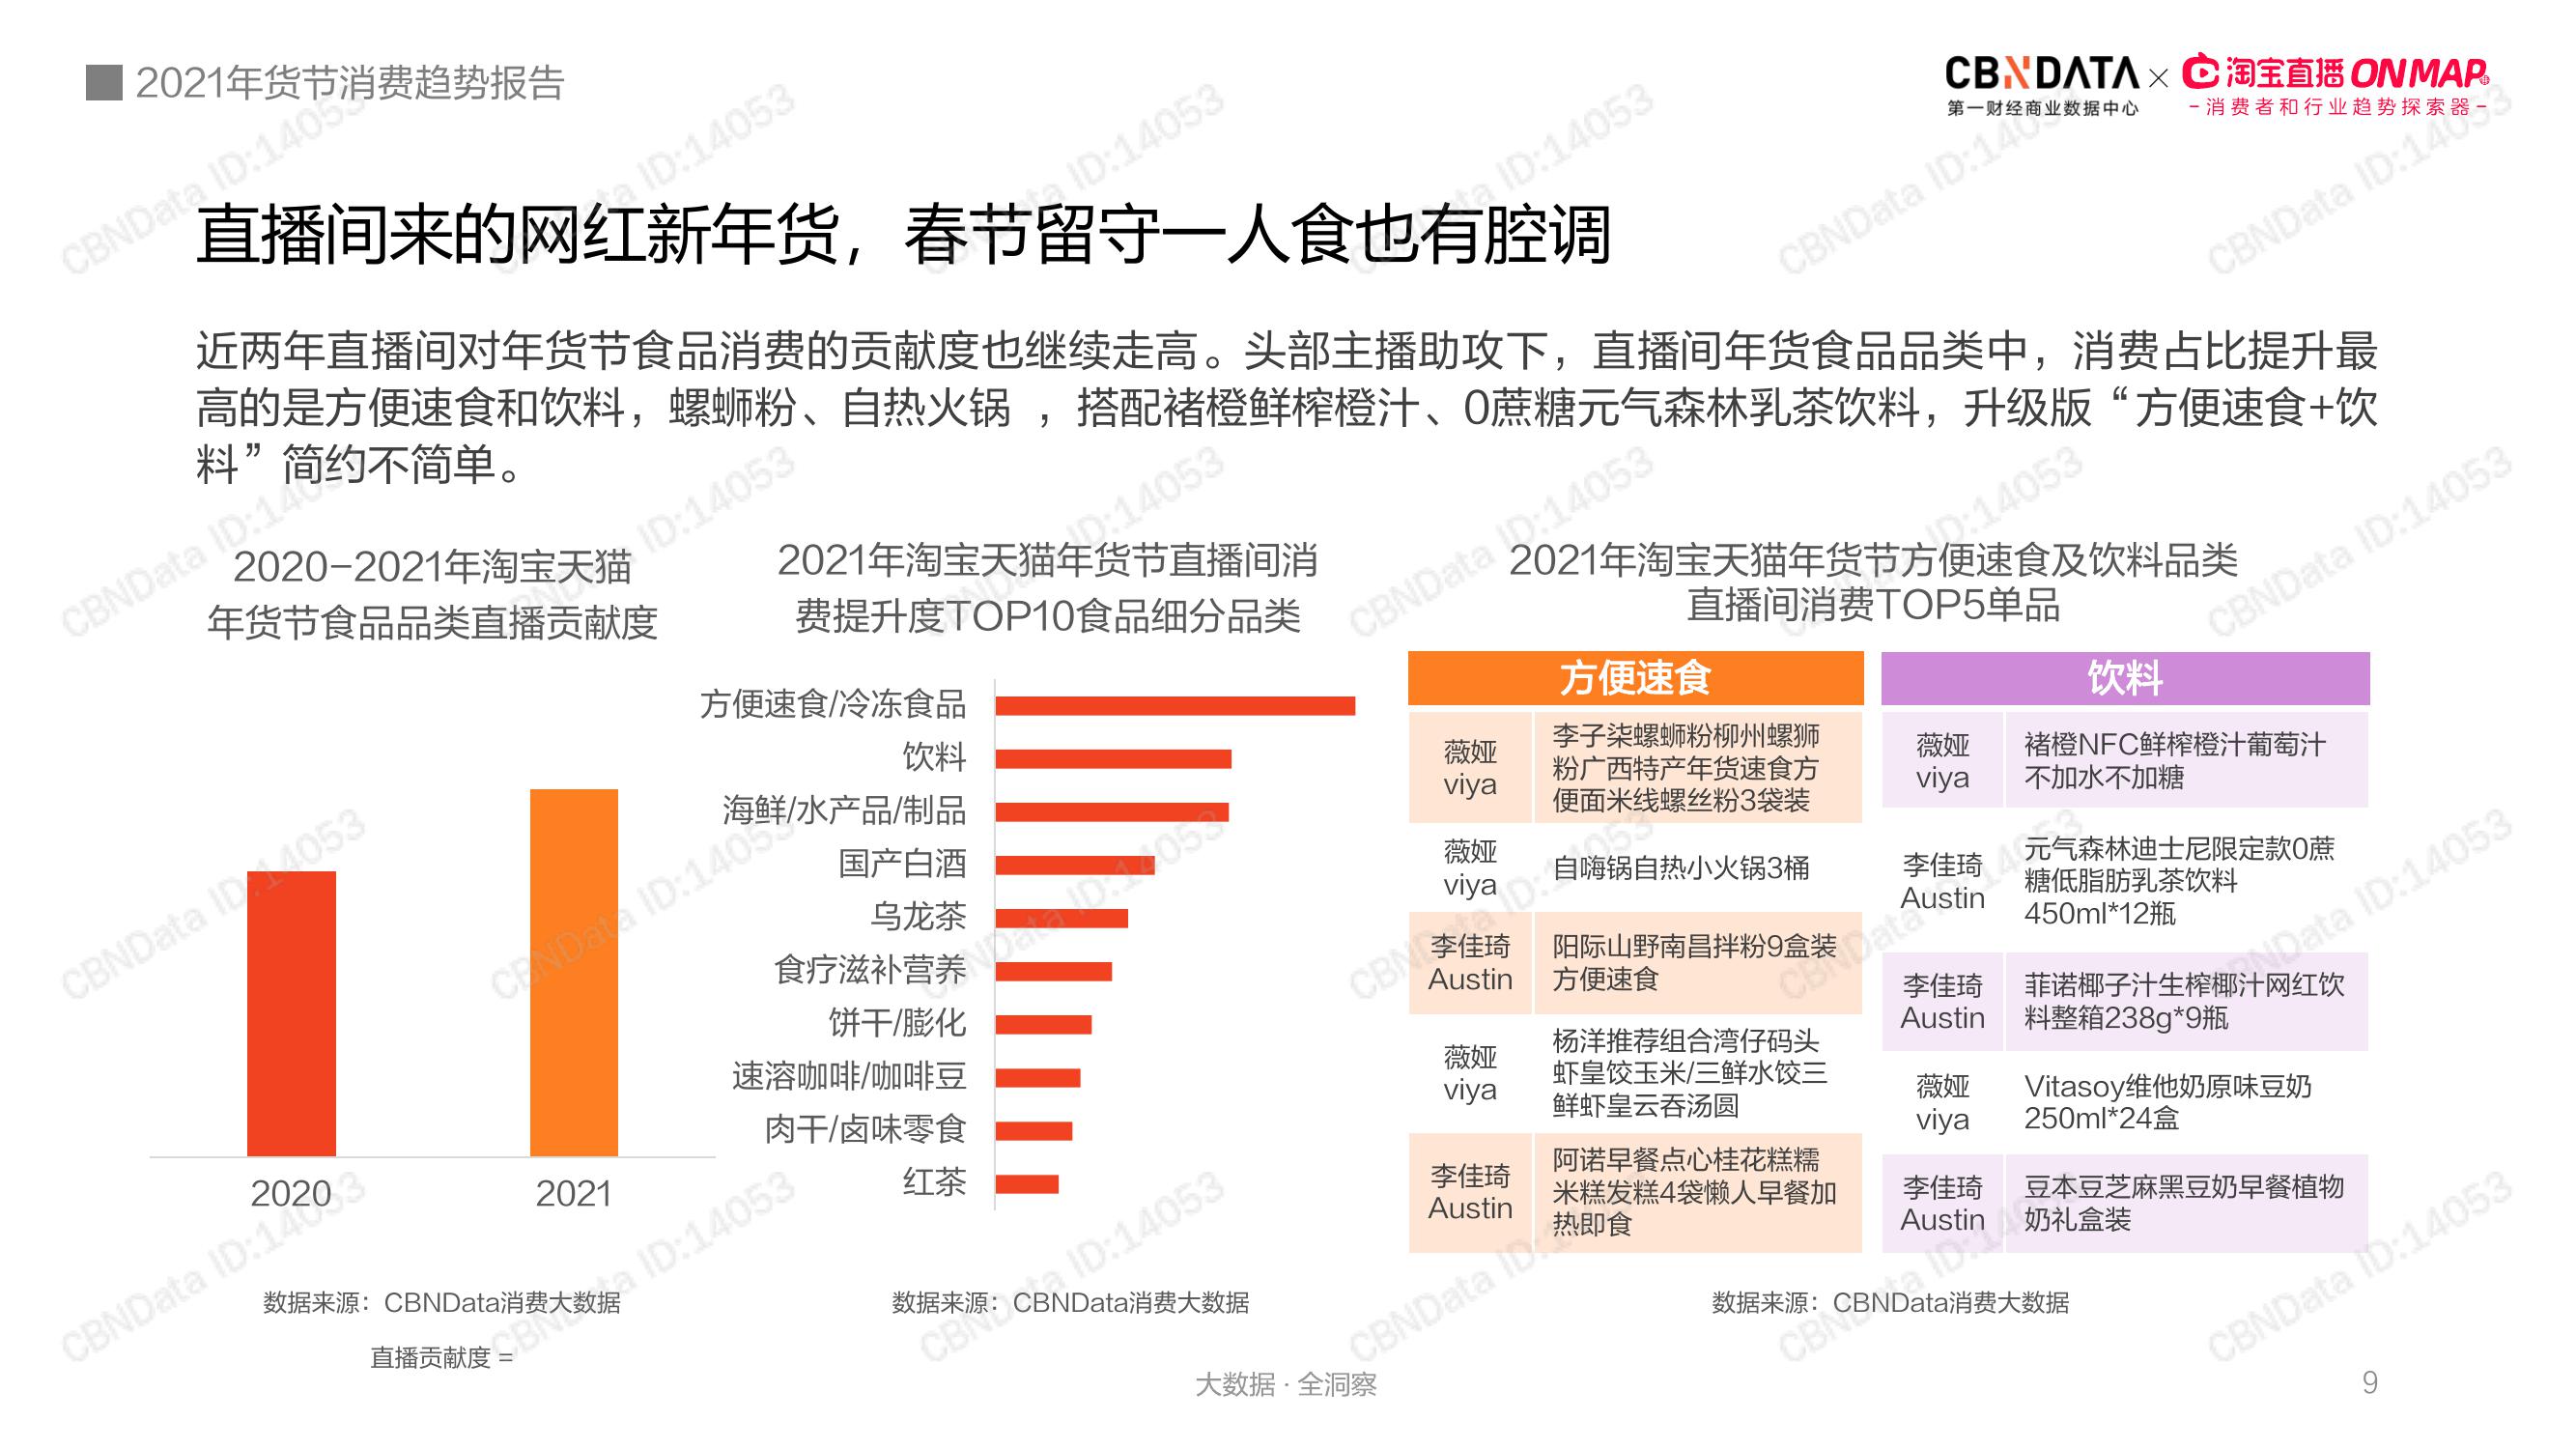 2021年货节消费趋势报告
CBNDATA
第一财经商业数据中心
×
淘宝直播 ON MAP
-消费者和行业趋势探索器-
直播间来的网红新年货，春节留守一人食也有腔调
近两年直播间对年货节食品消费的贡献度也继续走高。头部主播助攻下，直播间年货食品品类中，消费占比提升最
高的是方便速食和饮料，螺蛳粉、自热火锅 ，搭配褚橙鲜榨橙汁、0蔗糖元气森林乳茶饮料，升级版“方便速食+饮
料”简约不简单。
2020-2021年淘宝天猫
年货节食品品类直播贡献度
2020
2021
数据来源：CBNData消费大数据
直播贡献度 =
2021年淘宝天猫年货节直播间消
费提升度TOP10食品细分品类
方便速食/冷冻食品
饮料
海鲜/水产品/制品
国产白酒
乌龙茶
食疗滋补营养
饼干/膨化
速溶咖啡/咖啡豆
肉干/卤味零食
红茶
数据来源：CBNData消费大数据
2021年淘宝天猫年货节方便速食及饮料品类
直播间消费TOP5单品
方便速食
薇娅
viya
李子柒螺蛳粉柳州螺狮
粉广西特产年货速食方
便面米线螺丝粉3袋装
薇娅
viya
自嗨锅自热小火锅3桶
李佳琦
Austin
阳际山野南昌拌粉9盒装
方便速食
薇娅
viya
杨洋推荐组合湾仔码头
虾皇饺玉米/三鲜水饺三
鲜虾皇云吞汤圆
李佳琦
Austin
阿诺早餐点心桂花糕糯
米糕发糕4袋懒人早餐加
热即食
饮料
薇娅
viya
褚橙NFC鲜榨橙汁葡萄汁
不加水不加糖
李佳琦
Austin
元气森林迪士尼限定款0蔗
糖低脂肪乳茶饮料
450ml*12瓶
李佳琦
Austin
菲诺椰子汁生榨椰汁网红饮
料整箱238g*9瓶
薇娅
viya
Vitasoy维他奶原味豆奶
250ml*24盒
李佳琦
Austin
豆本豆芝麻黑豆奶早餐植物
奶礼盒装
数据来源：CBNData消费大数据
大数据 · 全洞察
9
CBNData ID:14053